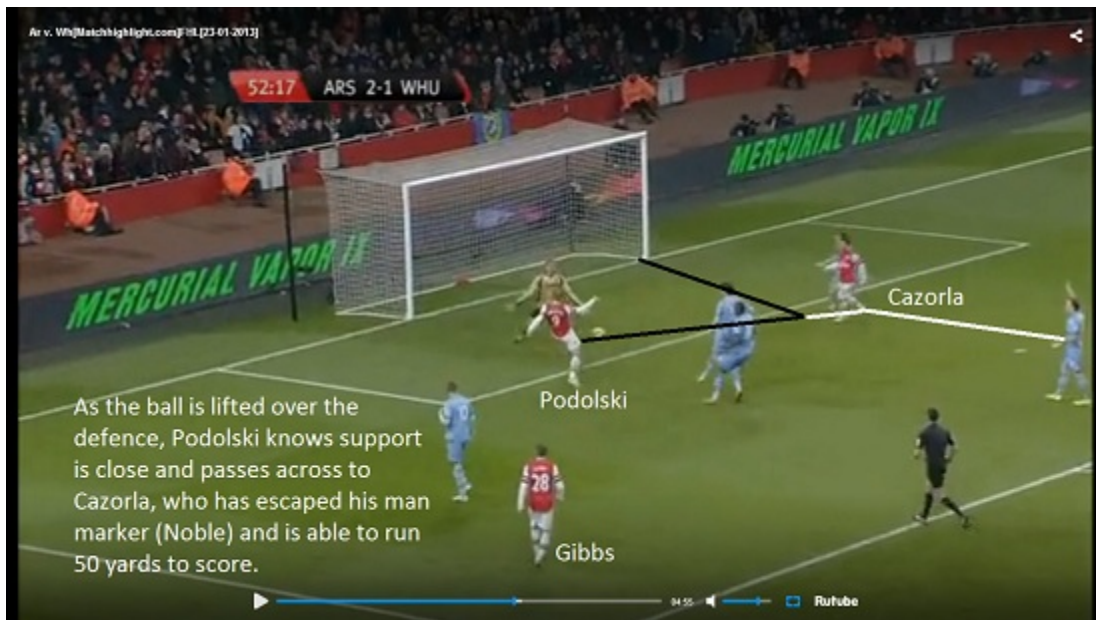 Ar v. Wh[Matchhighlight.com]FHL[23-01-2013]
52:17 ARS 2-1 WHU
MERCURIAL VAPOR IX
MERCURIAL VAPOR IX
Cazorla
9
Podolski
As the ball is lifted over the
defence, Podolski knows support
is close and passes across to
Cazorla, who has escaped his man
marker (Noble) and is able to run
50 yards to score.
28
Gibbs
04:55
Rutube